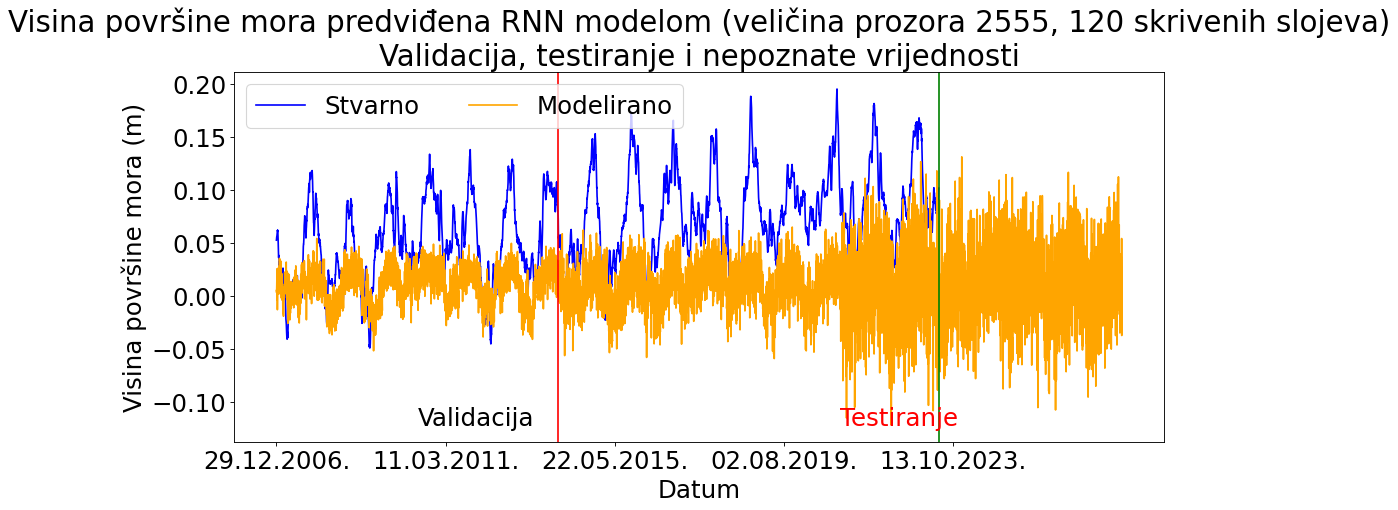 Visina površine mora predviđena RNN modelom (veličina prozora 2555, 120 skrivenih slojeva)
Validacija, testiranje i nepoznate vrijednosti
Stvarno
Modelirano
Visina površine mora (m)
0.20
0.15
0.10
0.05
0.00
−0.05
−0.10
Validacija
Testiranje
29.12.2006.
11.03.2011.
22.05.2015.
02.08.2019.
13.10.2023.
Datum